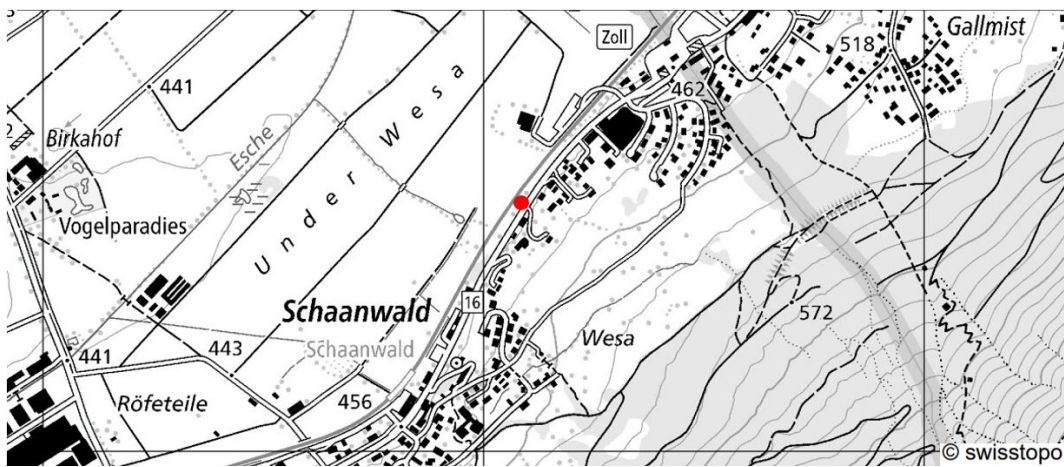 Zoll
Gallmist
518
441
462
Birkahof
Esche
Under Wesa
Vogelparadies
Schaanwald
16
572
Schaanwald
Wesa
441
443
456
Röfeteile
© swisstopo